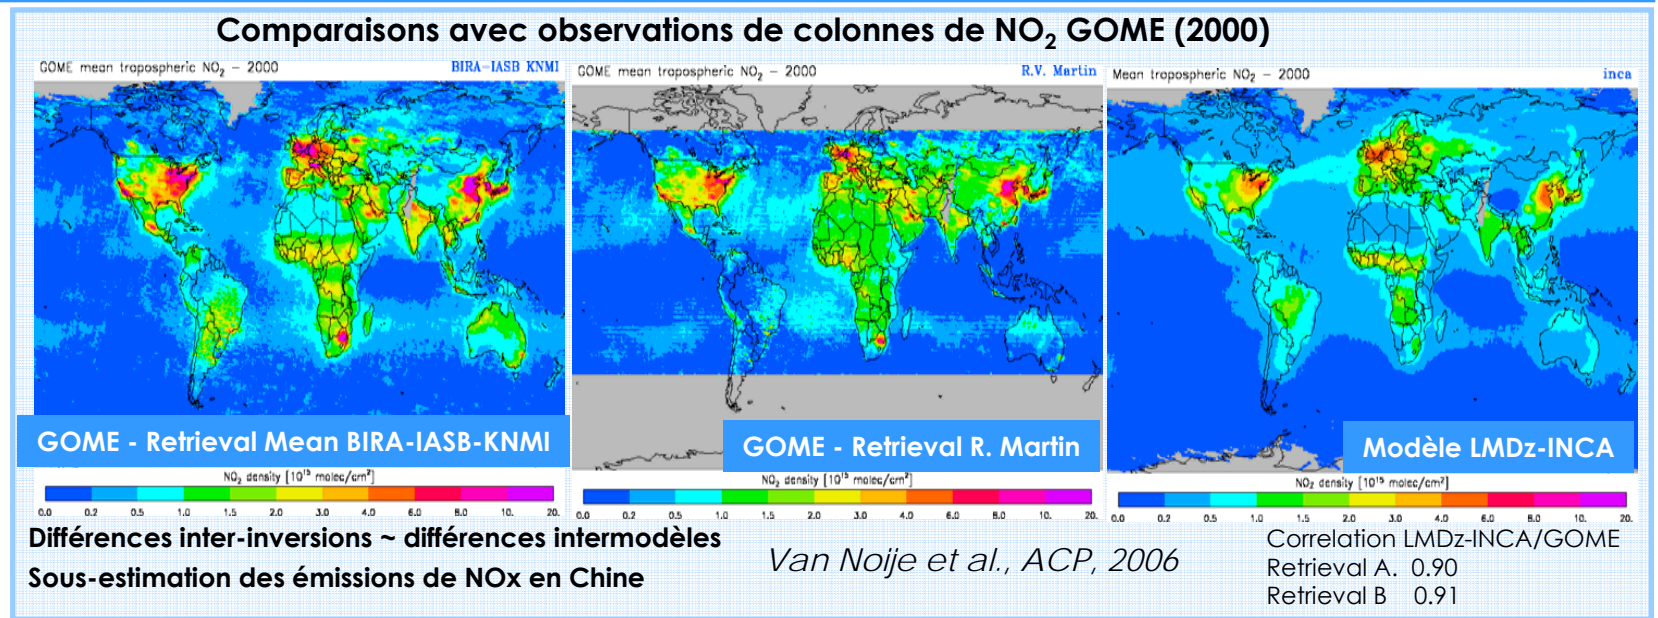 Comparaisons avec observations de colonnes de NO2 GOME (2000)
GOME mean tropospheric NO2 – 2000
BIRA–IASB KNMI
GOME mean tropospheric NO2 – 2000
R.V. Martin
Mean tropospheric NO2 – 2000
inca
GOME - Retrieval Mean BIRA-IASB-KNMI
GOME - Retrieval R. Martin
Modèle LMDz-INCA
NO2 density [10^15 molec/cm²]
0.0 0.2 0.5 1.0 1.5 2.0 3.0 4.0 6.0 8.0 10. 20.
NO2 density [10^15 molec/cm²]
0.0 0.2 0.5 1.0 1.5 2.0 3.0 4.0 6.0 8.0 10. 20.
NO2 density [10^15 molec/cm²]
0.0 0.2 0.5 1.0 1.5 2.0 3.0 4.0 6.0 8.0 10. 20.
Différences inter-inversions ~ différences intermodèles
Sous-estimation des émissions de NOx en Chine
Van Noije et al., ACP, 2006
Correlation LMDz-INCA/GOME
Retrieval A. 0.90
Retrieval B 0.91